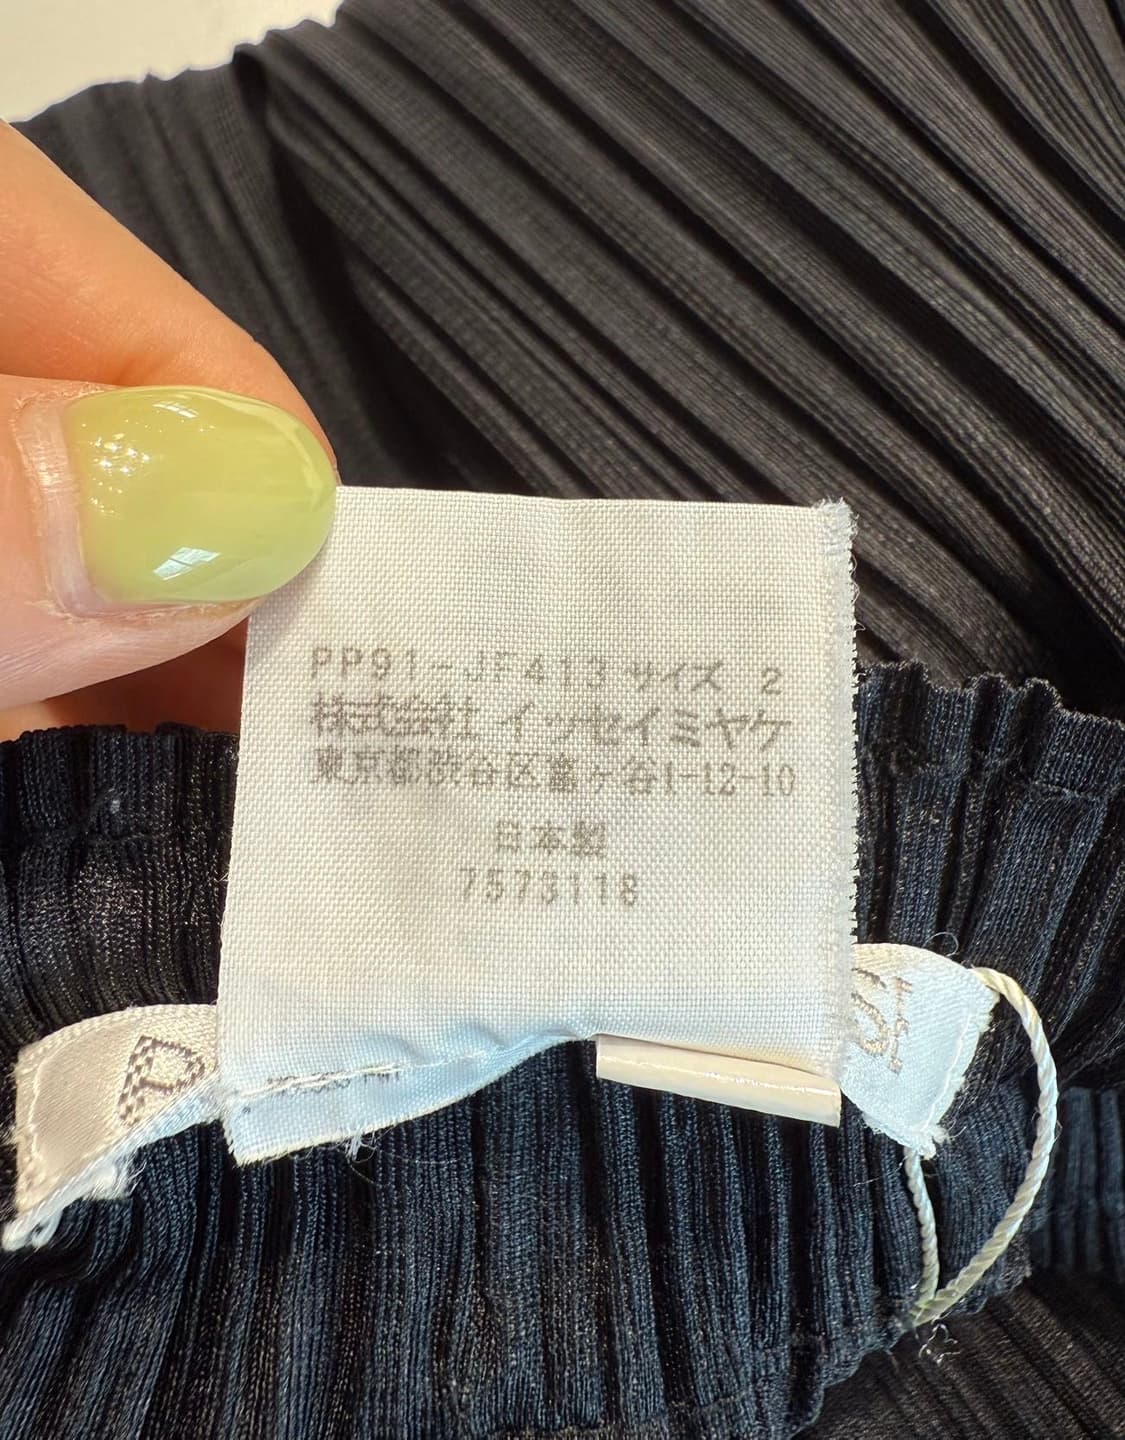 PP91-JF413 サイズ 2
株式会社 イッセイミヤケ
東京都渋谷区富ヶ谷1-12-10
日本製
7573118